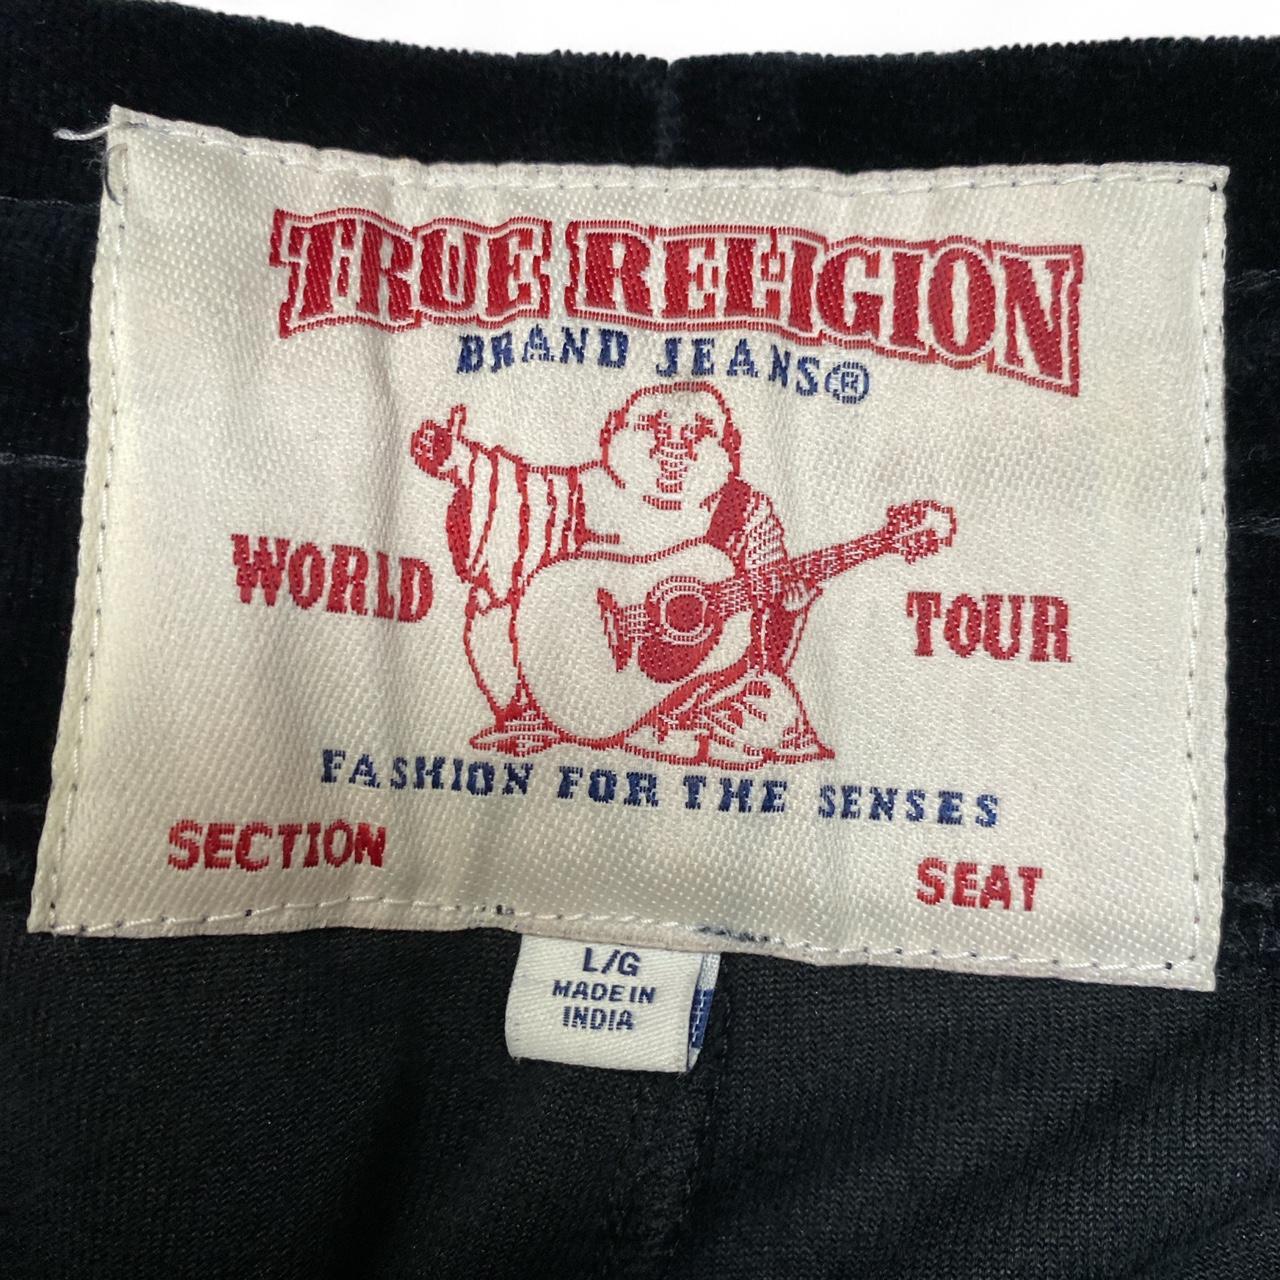 TRUE RELIGION
BRAND JEANS®
WORLD TOUR
FASHION FOR THE SENSES
SECTION SEAT
L/G
MADE IN
INDIA